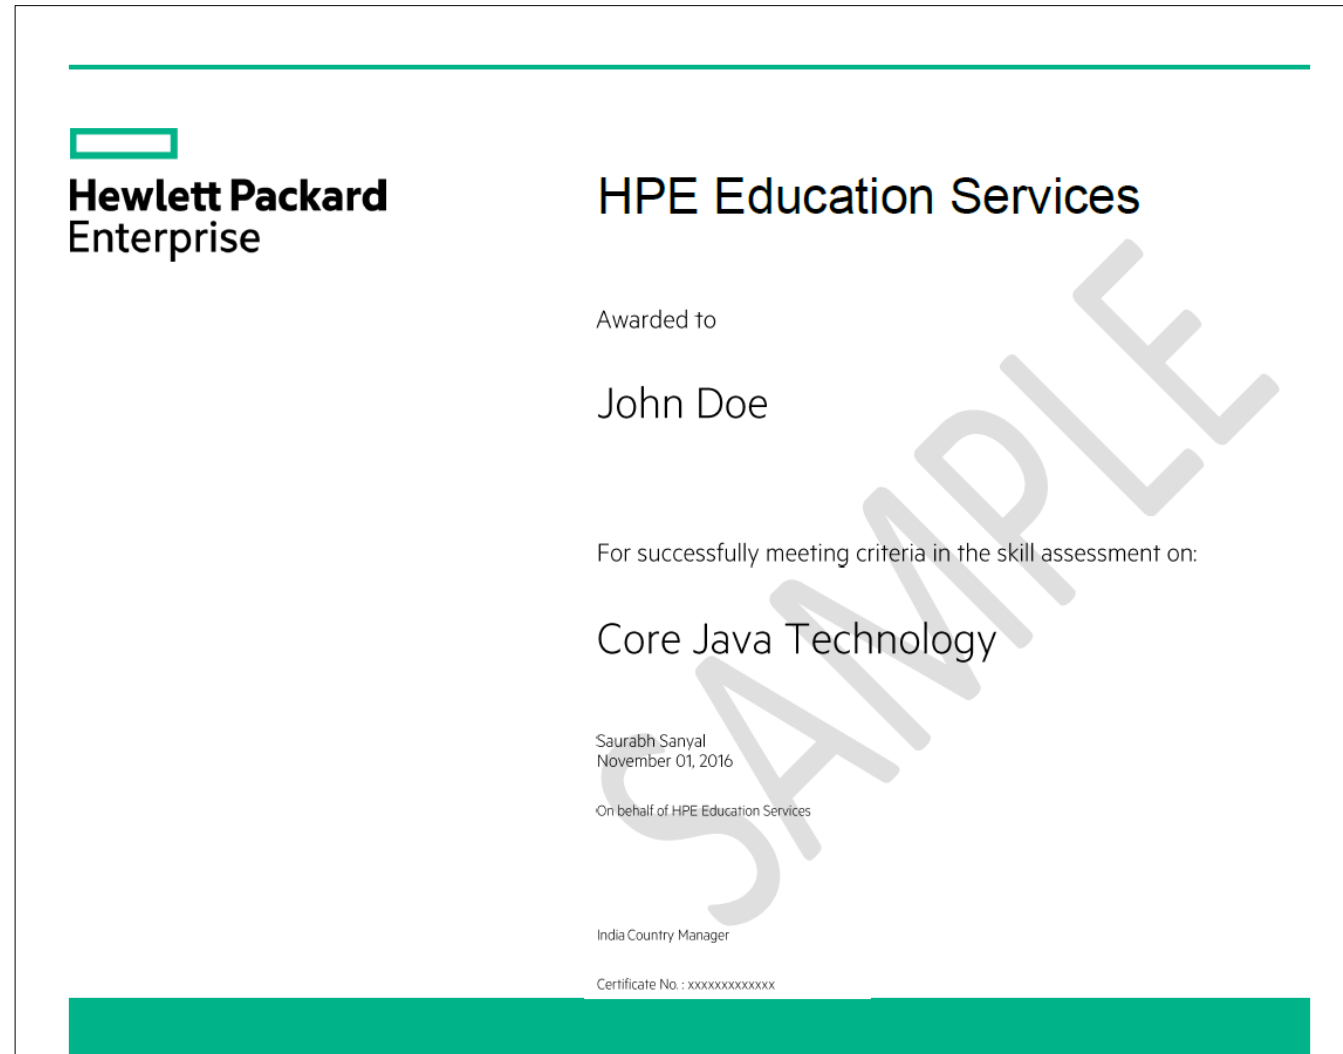 Hewlett Packard
Enterprise
HPE Education Services
Awarded to
John Doe
For successfully meeting criteria in the skill assessment on:
Core Java Technology
Saurabh Sanyal
November 01, 2016
On behalf of HPE Education Services
India Country Manager
Certificate No. : xxxxxxxxxxxxx
SAMPLE